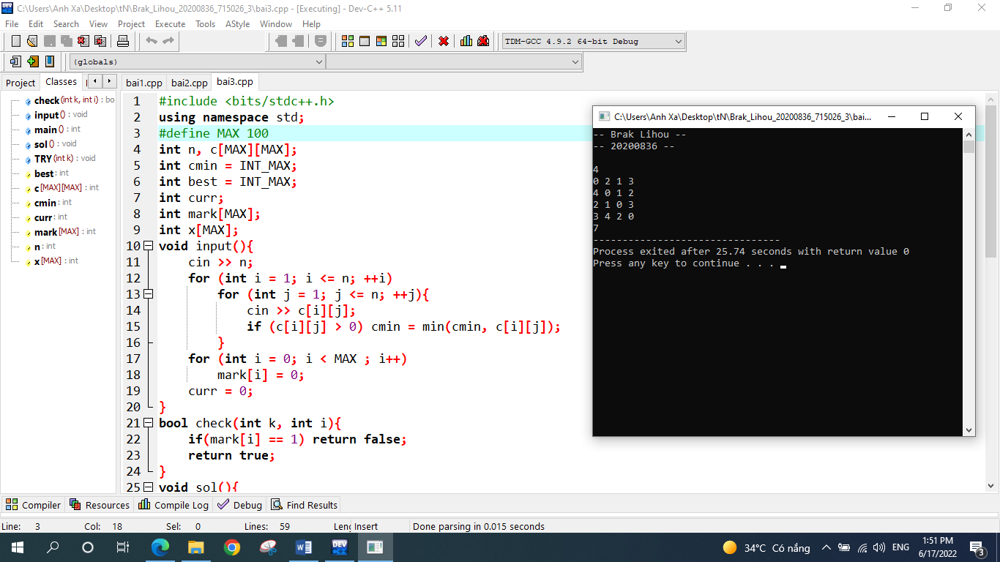 C:\Users\Anh Xa\Desktop\tN\Brak_Lihou_20200836_715026_3\bai3.cpp - [Executing] - Dev-C++ 5.11
File Edit Search View Project Execute Tools AStyle Window Help
TDM-GCC 4.9.2 64-bit Debug
(globals)
Project Classes
bai1.cpp bai2.cpp bai3.cpp
check (int k, int i) : bo
input () : void
main () : int
sol () : void
TRY (int k) : void
best : int
c [MAX][MAX] : int
cmin : int
curr : int
mark [MAX] : int
n : int
x [MAX] : int
1 #include <bits/stdc++.h>
2 using namespace std;
3 #define MAX 100
4 int n, c[MAX][MAX];
5 int cmin = INT_MAX;
6 int best = INT_MAX;
7 int curr;
8 int mark[MAX];
9 int x[MAX];
10 void input(){
11 cin >> n;
12 for (int i = 1; i <= n; ++i)
13 for (int j = 1; j <= n; ++j){
14 cin >> c[i][j];
15 if (c[i][j] > 0) cmin = min(cmin, c[i][j]);
16 }
17 for (int i = 0; i < MAX ; i++)
18 mark[i] = 0;
19 curr = 0;
20 }
21 bool check(int k, int i){
22 if(mark[i] == 1) return false;
23 return true;
24 }
25 void sol(){
C:\Users\Anh Xa\Desktop\tN\Brak_Lihou_20200836_715026_3\bai...
-- Brak Lihou --
-- 20200836 --
4
0 2 1 3
4 0 1 2
2 1 0 3
3 4 2 0
7
--------------------------------
Process exited after 25.74 seconds with return value 0
Press any key to continue . . .
Compiler Resources Compile Log Debug Find Results
Line: 3 Col: 18 Sel: 0 Lines: 59 Leng Insert Done parsing in 0.015 seconds
34°C Có nắng ENG
1:51 PM
6/17/2022
3